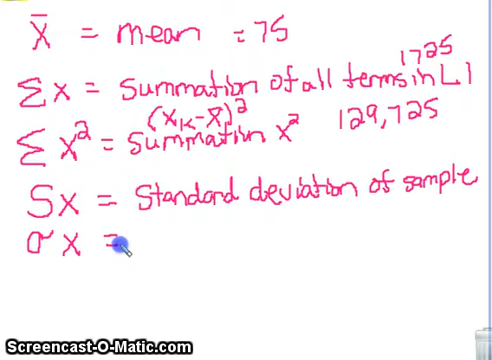 x̄ = mean = 75
1725
Σx = Summation of all terms in L1
(xₖ-x̄)²
Σx² = Summation x² 129,725
Sx = Standard deviation of sample
σx =
Screencast-O-Matic.com